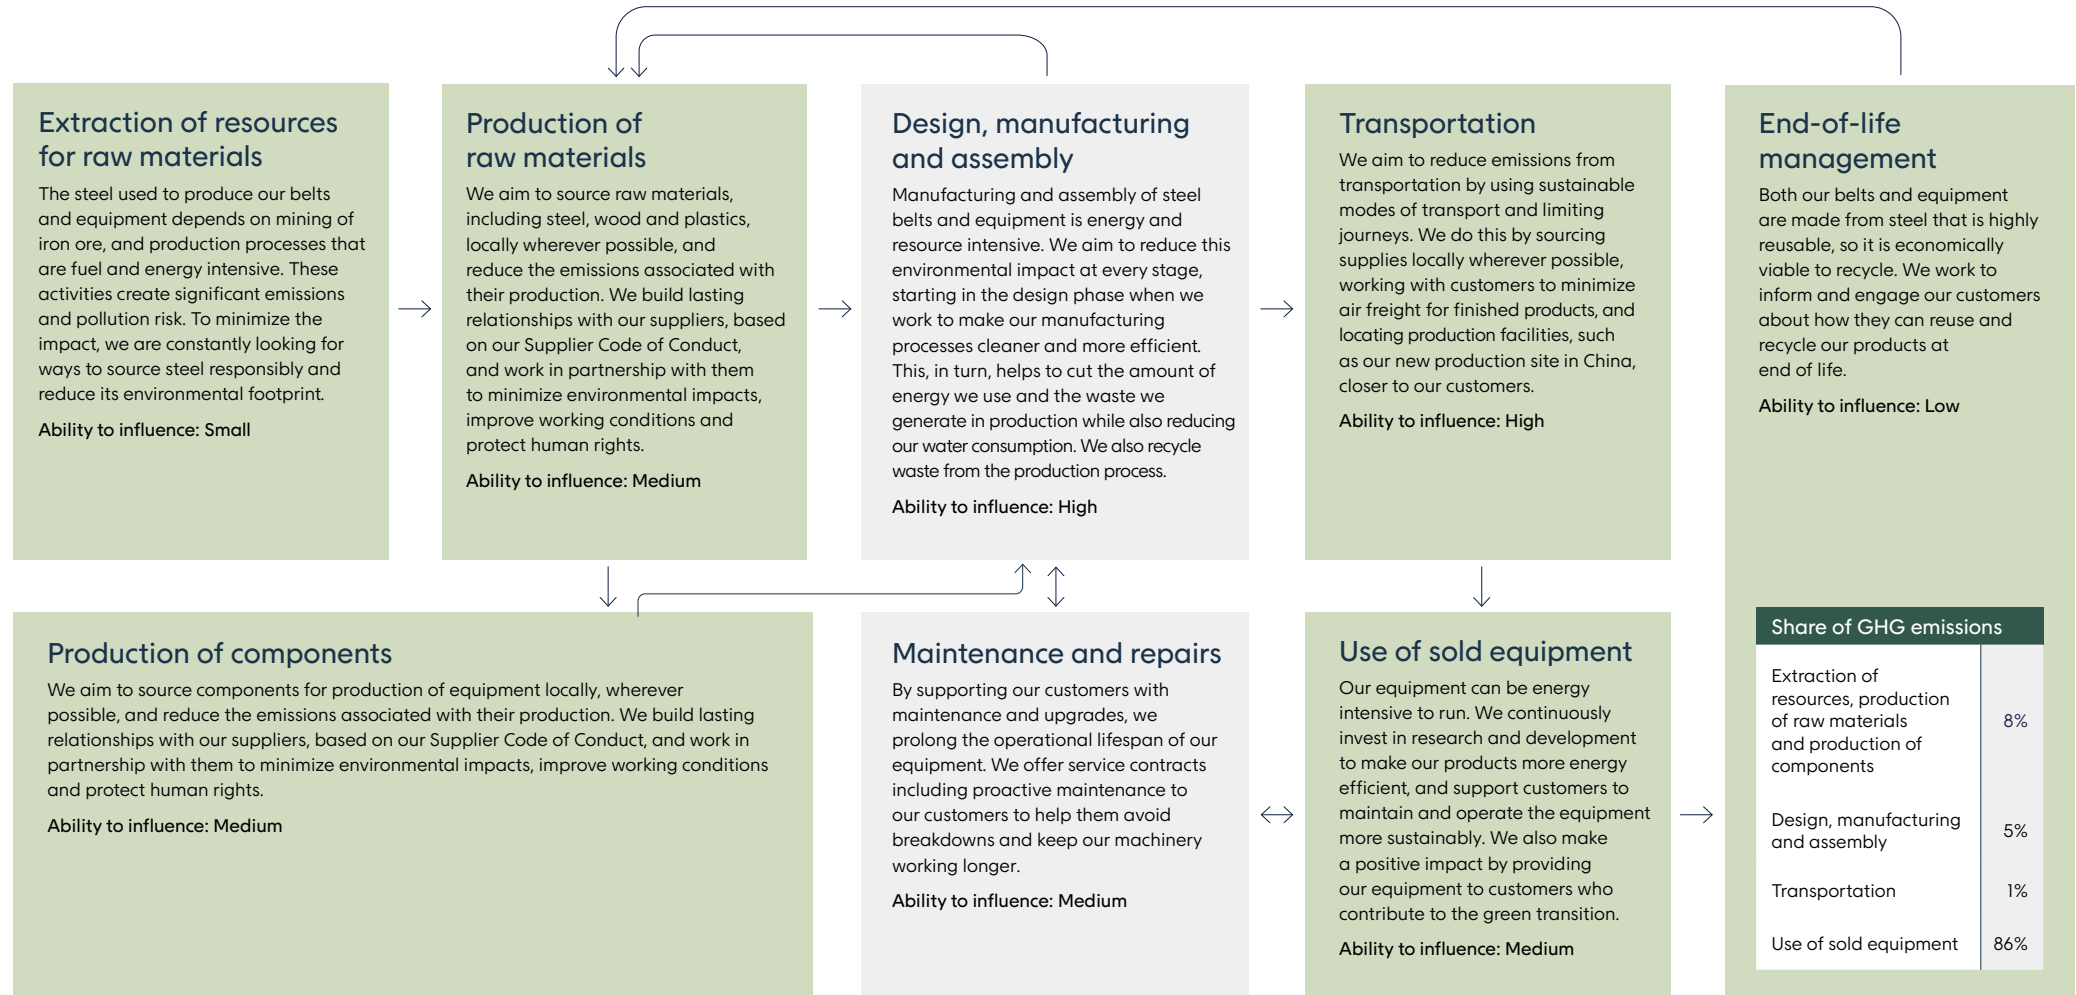 Extraction of resources
for raw materials
The steel used to produce our belts
and equipment depends on mining of
iron ore, and production processes that
are fuel and energy intensive. These
activities create significant emissions
and pollution risk. To minimize the
impact, we are constantly looking for
ways to source steel responsibly and
reduce its environmental footprint.
Ability to influence: Small
Production of
raw materials
We aim to source raw materials,
including steel, wood and plastics,
locally wherever possible, and
reduce the emissions associated with
their production. We build lasting
relationships with our suppliers, based
on our Supplier Code of Conduct,
and work in partnership with them
to minimize environmental impacts,
improve working conditions and
protect human rights.
Ability to influence: Medium
Design, manufacturing
and assembly
Manufacturing and assembly of steel
belts and equipment is energy and
resource intensive. We aim to reduce this
environmental impact at every stage,
starting in the design phase when we
work to make our manufacturing
processes cleaner and more efficient.
This, in turn, helps to cut the amount of
energy we use and the waste we
generate in production while also reducing
our water consumption. We also recycle
waste from the production process.
Ability to influence: High
Transportation
We aim to reduce emissions from
transportation by using sustainable
modes of transport and limiting
journeys. We do this by sourcing
supplies locally wherever possible,
working with customers to minimize
air freight for finished products, and
locating production facilities, such
as our new production site in China,
closer to our customers.
Ability to influence: High
End-of-life
management
Both our belts and equipment
are made from steel that is highly
reusable, so it is economically
viable to recycle. We work to
inform and engage our customers
about how they can reuse and
recycle our products at
end of life.
Ability to influence: Low
Production of components
We aim to source components for production of equipment locally, wherever
possible, and reduce the emissions associated with their production. We build lasting
relationships with our suppliers, based on our Supplier Code of Conduct, and work in
partnership with them to minimize environmental impacts, improve working conditions
and protect human rights.
Ability to influence: Medium
Maintenance and repairs
By supporting our customers with
maintenance and upgrades, we
prolong the operational lifespan of our
equipment. We offer service contracts
including proactive maintenance to
our customers to help them avoid
breakdowns and keep our machinery
working longer.
Ability to influence: Medium
Use of sold equipment
Our equipment can be energy
intensive to run. We continuously
invest in research and development
to make our products more energy
efficient, and support customers to
maintain and operate the equipment
more sustainably. We also make
a positive impact by providing
our equipment to customers who
contribute to the green transition.
Ability to influence: Medium
Share of GHG emissions
Extraction of
resources, production
of raw materials
and production of
components
8%
Design, manufacturing
and assembly
5%
Transportation 1%
Use of sold equipment 86%